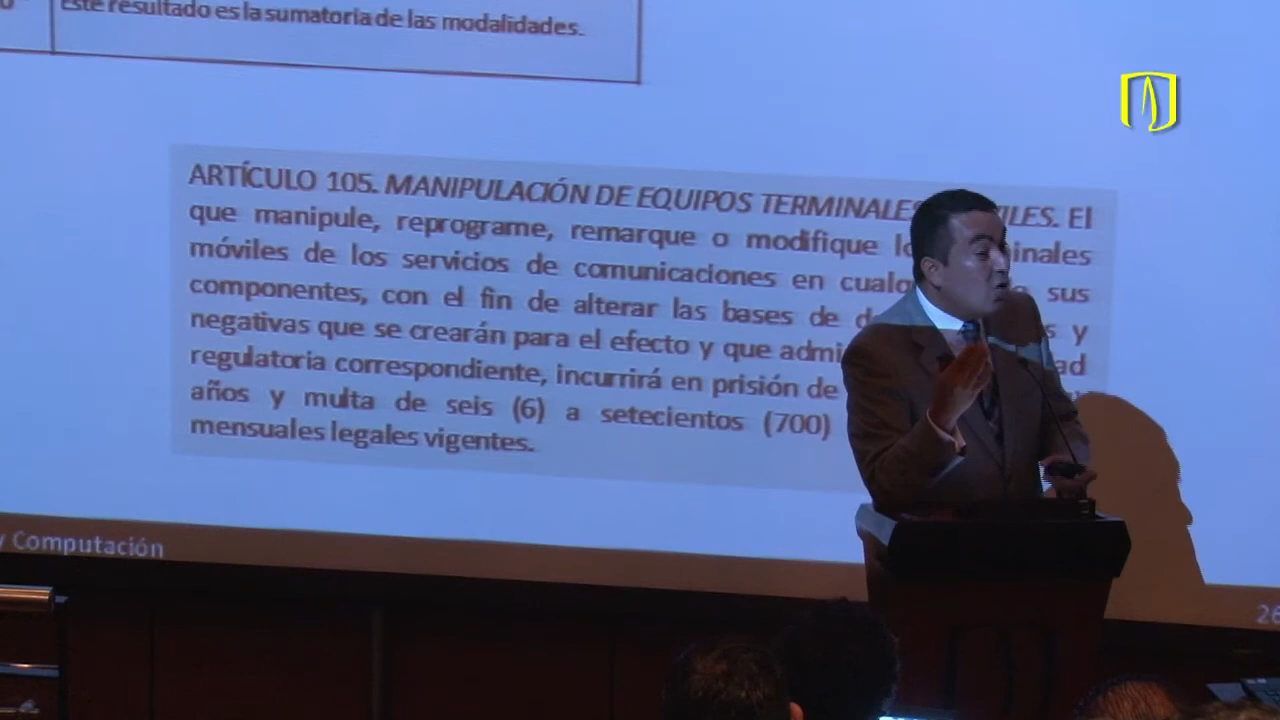 Este resultado es la sumatoria de las modalidades.
ARTÍCULO 105. MANIPULACIÓN DE EQUIPOS TERMINALES El
que manipule, reprograme, remarque o modifique
móviles de los servicios de comunicaciones en sus
componentes, con el fin de alterar las bases de y
negativas que se crearán para el efecto y que
regulatoria correspondiente, incurrirá en prisión de
años y multa de seis (6) a setecientos (700)
mensuales legales vigentes.
y Computación